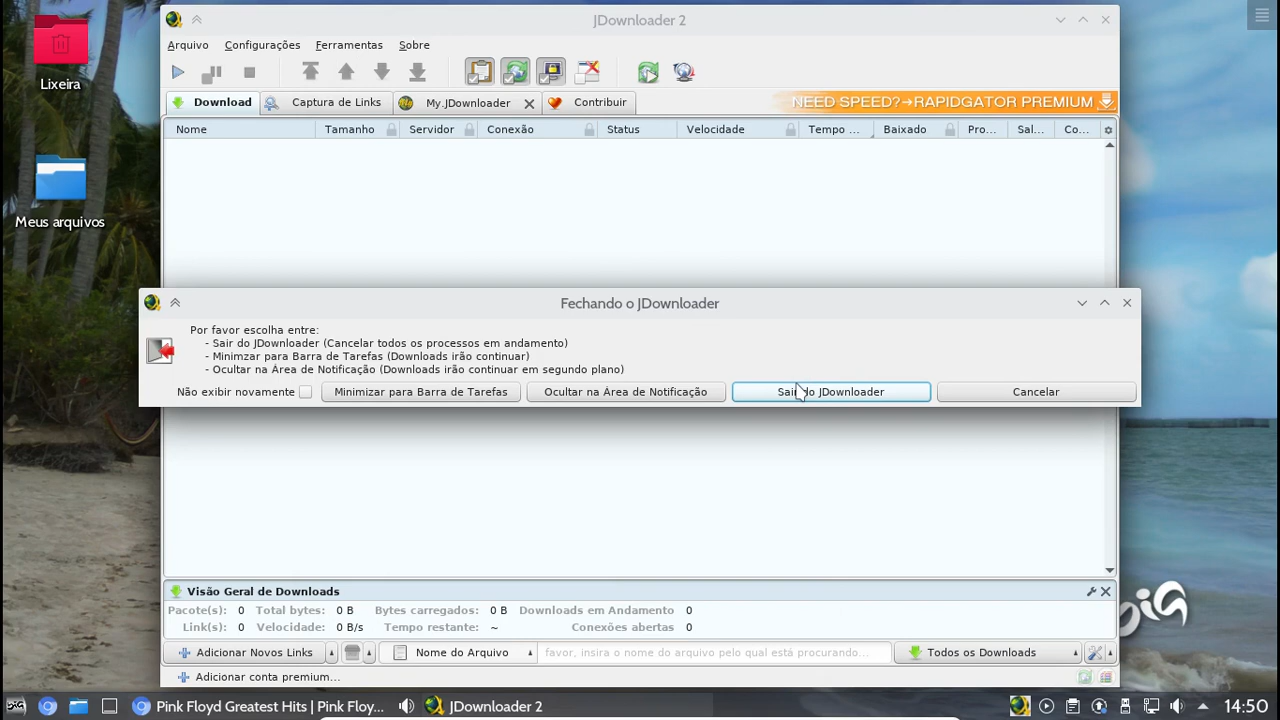 JDownloader 2
Lixeira
Meus arquivos
Arquivo Configurações Ferramentas Sobre
Download Captura de Links My.JDownloader Contribuir NEED SPEED?→RAPIDGATOR PREMIUM
Nome Tamanho Servidor Conexão Status Velocidade Tempo ... Baixado Pro... Sal... Co...
Fechando o JDownloader
Por favor escolha entre:
- Sair do JDownloader (Cancelar todos os processos em andamento)
- Minimzar para Barra de Tarefas (Downloads irão continuar)
- Ocultar na Área de Notificação (Downloads irão continuar em segundo plano)
Não exibir novamente Minimizar para Barra de Tarefas Ocultar na Área de Notificação Sair do JDownloader Cancelar
Visão Geral de Downloads
Pacote(s): 0 Total bytes: 0 B Bytes carregados: 0 B Downloads em Andamento 0
Link(s): 0 Velocidade: 0 B/s Tempo restante: ~ Conexões abertas 0
Adicionar Novos Links Nome do Arquivo favor, insira o nome do arquivo pelo qual está procurando... Todos os Downloads
Adicionar conta premium...
Pink Floyd Greatest Hits | Pink Floy... JDownloader 2 14:50